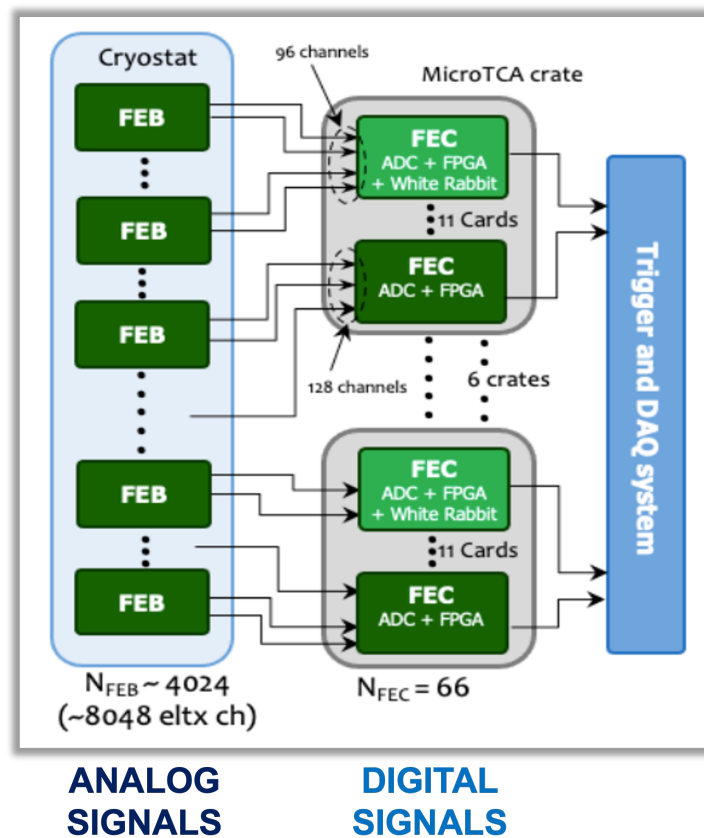 Cryostat
96 channels
MicroTCA crate
FEB
FEC
ADC + FPGA
+ White Rabbit
FEB
11 Cards
FEC
ADC + FPGA
FEB
128 channels
6 crates
Trigger and DAQ system
FEB
FEC
ADC + FPGA
+ White Rabbit
11 Cards
FEB
FEC
ADC + FPGA
N_FEB ~ 4024
(~8048 eltx ch)
N_FEC = 66
ANALOG
SIGNALS
DIGITAL
SIGNALS